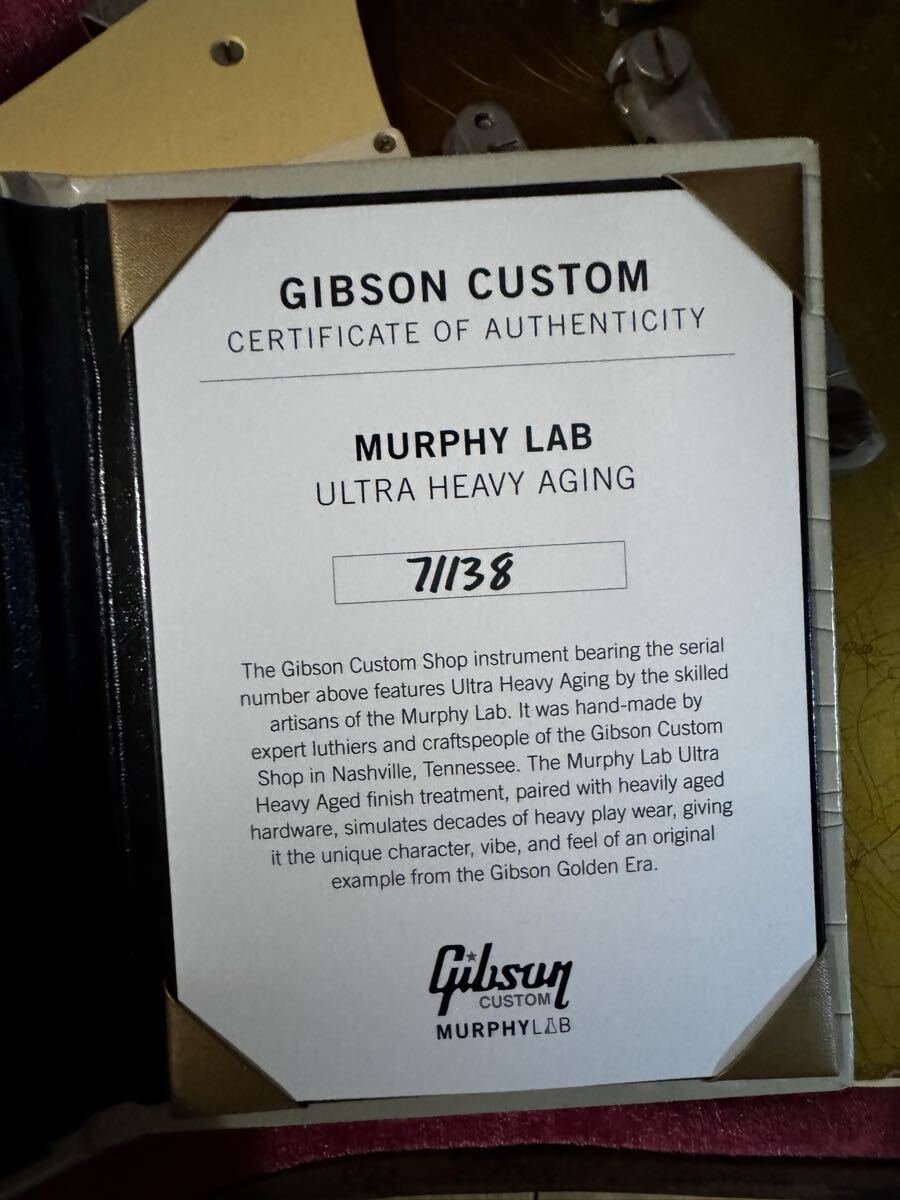 GIBSON CUSTOM
CERTIFICATE OF AUTHENTICITY
MURPHY LAB
ULTRA HEAVY AGING
71138
The Gibson Custom Shop instrument bearing the serial
number above features Ultra Heavy Aging by the skilled
artisans of the Murphy Lab. It was hand-made by
expert luthiers and craftspeople of the Gibson Custom
Shop in Nashville, Tennessee. The Murphy Lab Ultra
Heavy Aged finish treatment, paired with heavily aged
hardware, simulates decades of heavy play wear, giving
it the unique character, vibe, and feel of an original
example from the Gibson Golden Era.
Gibson
CUSTOM
MURPHYLAB